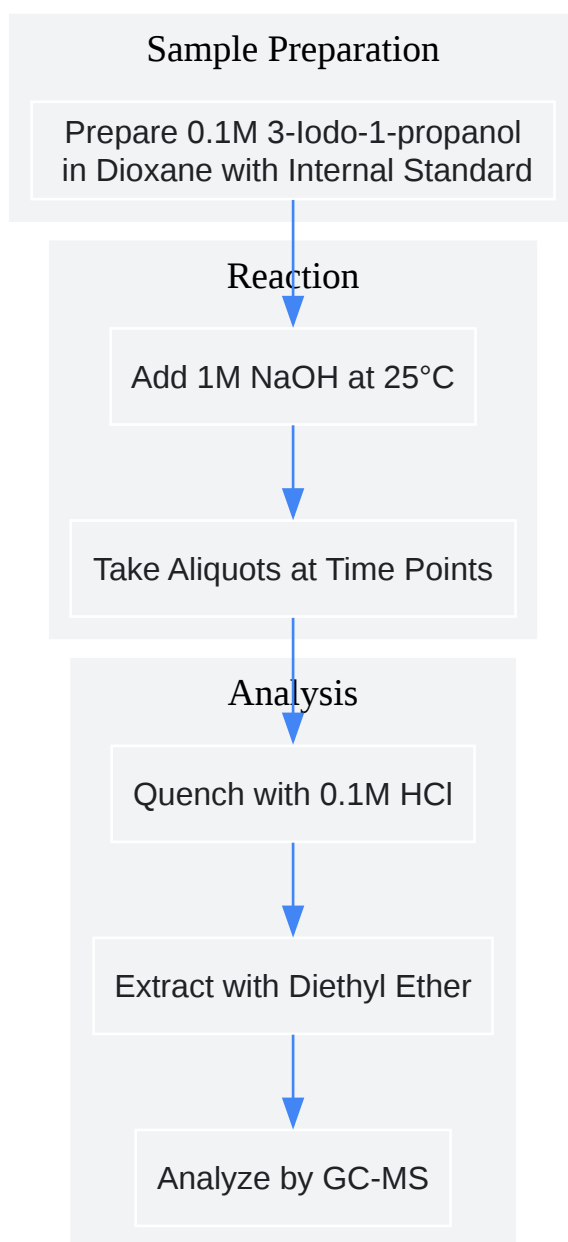 Sample Preparation
Prepare 0.1M 3-Iodo-1-propanol
in Dioxane with Internal Standard
Reaction
Add 1M NaOH at 25°C
Take Aliquots at Time Points
Analysis
Quench with 0.1M HCl
Extract with Diethyl Ether
Analyze by GC-MS